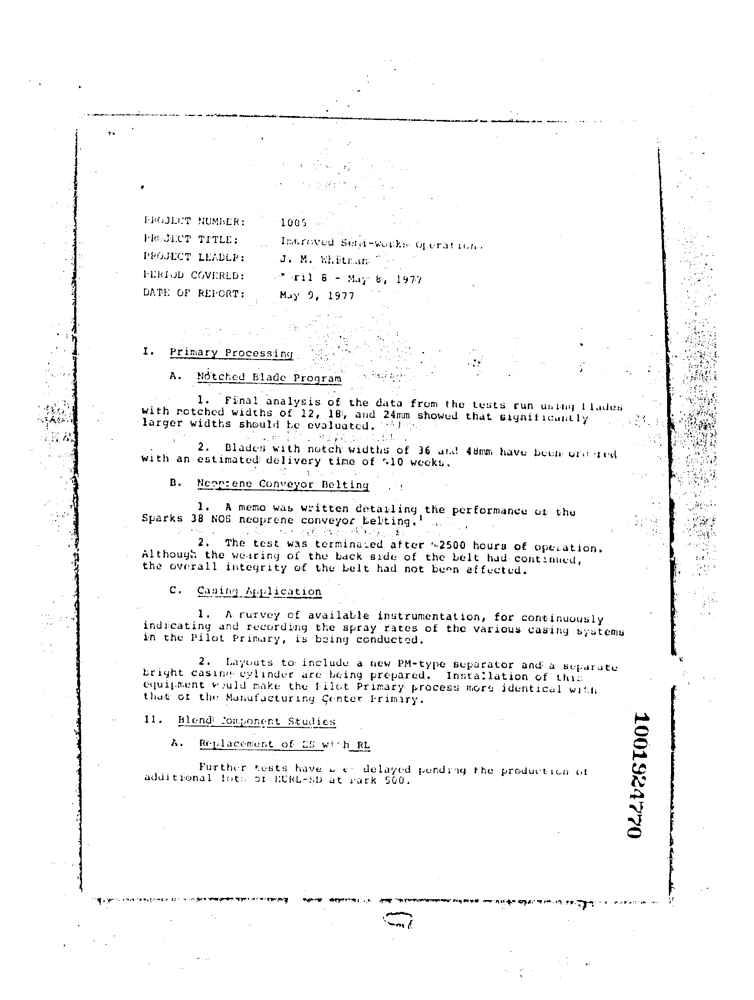 PROJECT NUMBER: 1005
PROJECT TITLE: Improved Semi-works Operations
PROJECT LEADER: J. M. Whitman
PERIOD COVERED: April 8 - May 8, 1977
DATE OF REPORT: May 9, 1977
I. Primary Processing
A. Notched Blade Program
1. Final analysis of the data from the tests run using blades
with notched widths of 12, 18, and 24mm showed that significantly
larger widths should be evaluated.
2. Blades with notch widths of 36 and 48mm have been ordered
with an estimated delivery time of ~10 weeks.
B. Neoprene Conveyor Belting
1. A memo was written detailing the performance of the
Sparks 38 NOS neoprene conveyor belting.¹
2. The test was terminated after ~2500 hours of operation.
Although the wearing of the back side of the belt had continued,
the overall integrity of the belt had not been affected.
C. Casing Application
1. A survey of available instrumentation, for continuously
indicating and recording the spray rates of the various casing systems
in the Pilot Primary, is being conducted.
2. Layouts to include a new PM-type separator and a separate
bright casing cylinder are being prepared. Installation of this
equipment would make the Pilot Primary process more identical with
that of the Manufacturing Center Primary.
II. Blend Component Studies
A. Replacement of ES with RL
Further tests have been delayed pending the production of
additional lots of at Park 500.
1001924770